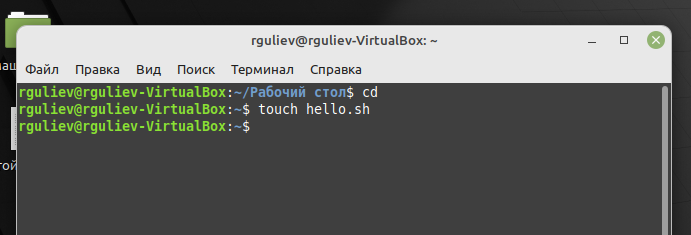 rguliev@rguliev-VirtualBox: ~
Файл Правка Вид Поиск Терминал Справка
rguliev@rguliev-VirtualBox:~/Рабочий стол$ cd
rguliev@rguliev-VirtualBox:~$ touch hello.sh
rguliev@rguliev-VirtualBox:~$